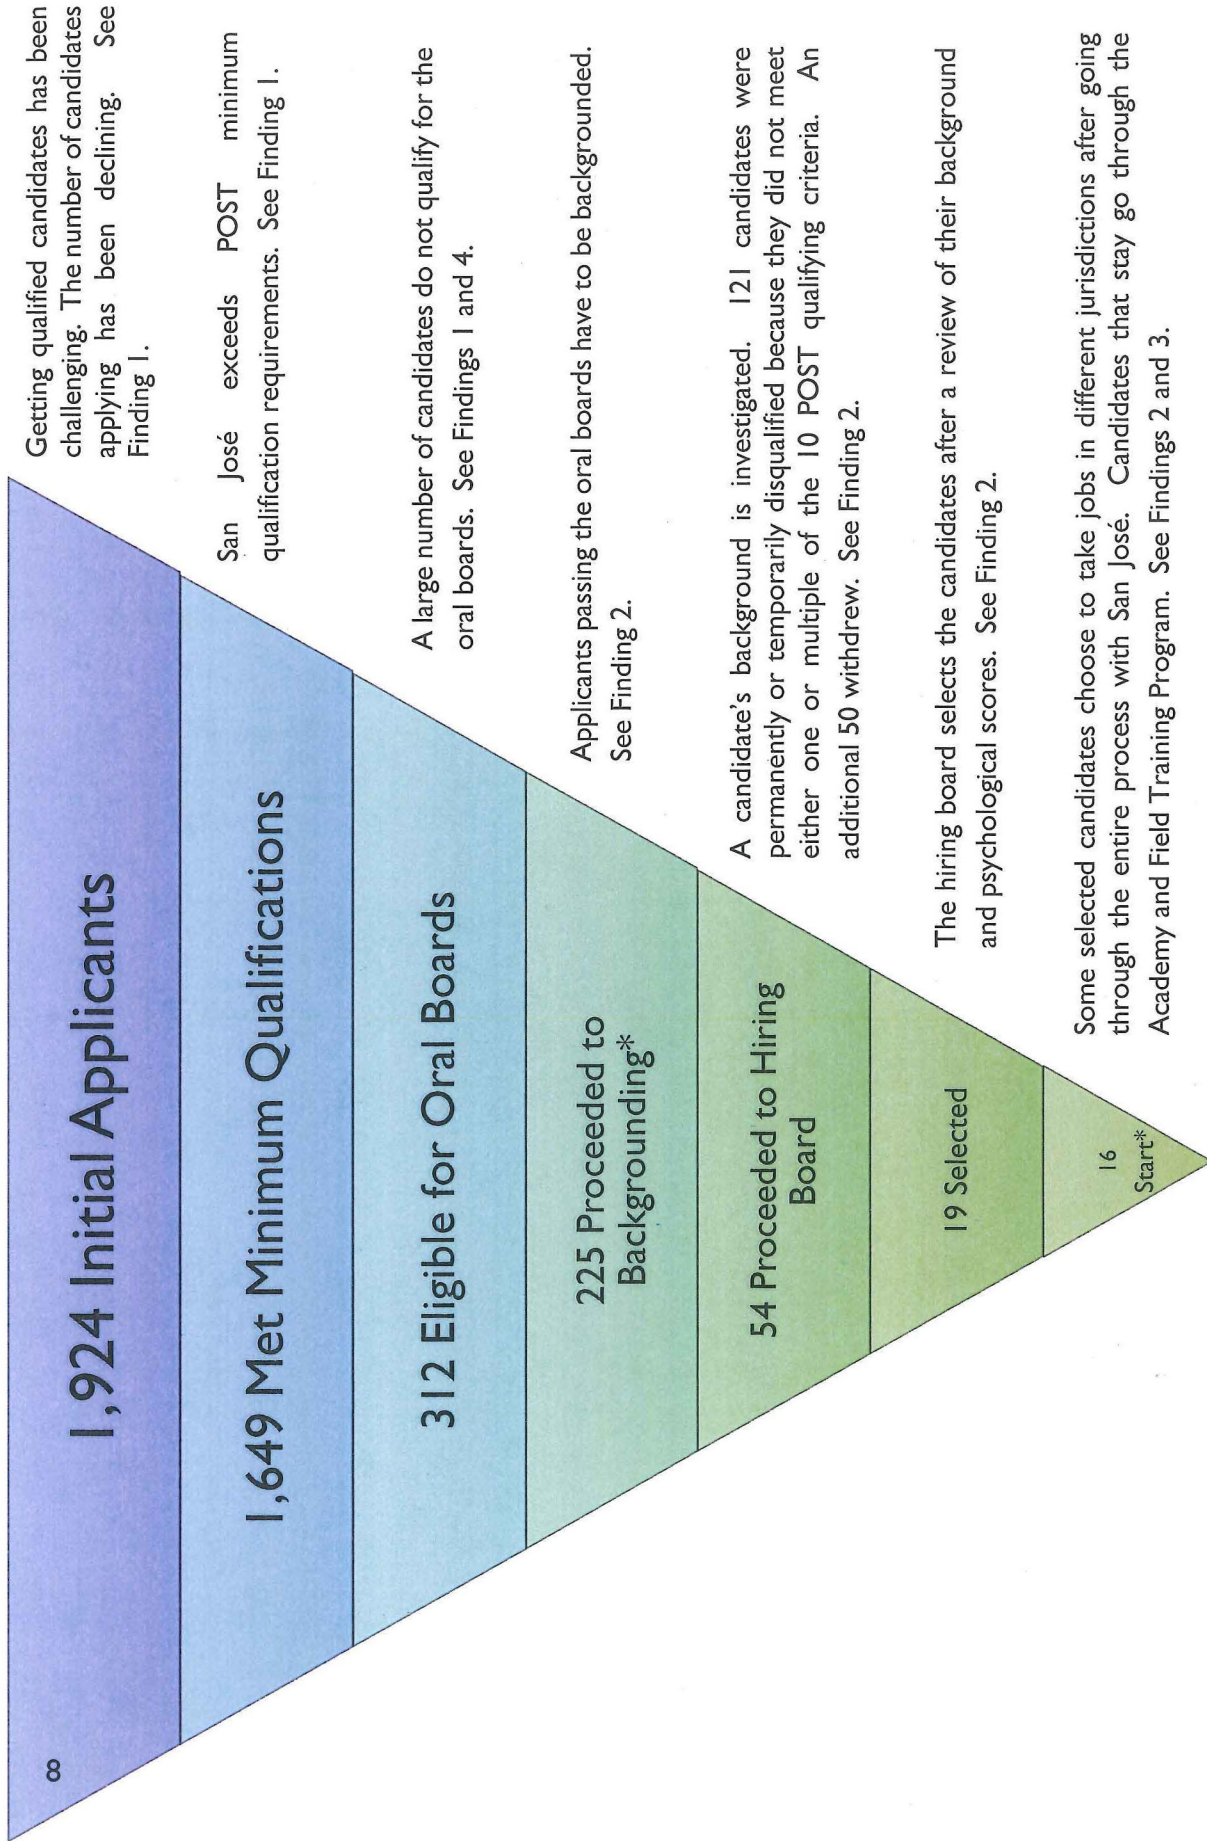 8
1,924 Initial Applicants
Getting qualified candidates has been
challenging. The number of candidates
applying has been declining. See
Finding 1.
1,649 Met Minimum Qualifications
San José exceeds POST minimum
qualification requirements. See Finding 1.
312 Eligible for Oral Boards
A large number of candidates do not qualify for the
oral boards. See Findings 1 and 4.
225 Proceeded to
Backgrounding*
Applicants passing the oral boards have to be backgrounded.
See Finding 2.
54 Proceeded to Hiring
Board
A candidate's background is investigated. 121 candidates were
permanently or temporarily disqualified because they did not meet
either one or multiple of the 10 POST qualifying criteria. An
additional 50 withdrew. See Finding 2.
19 Selected
The hiring board selects the candidates after a review of their background
and psychological scores. See Finding 2.
16
Start*
Some selected candidates choose to take jobs in different jurisdictions after going
through the entire process with San José. Candidates that stay go through the
Academy and Field Training Program. See Findings 2 and 3.